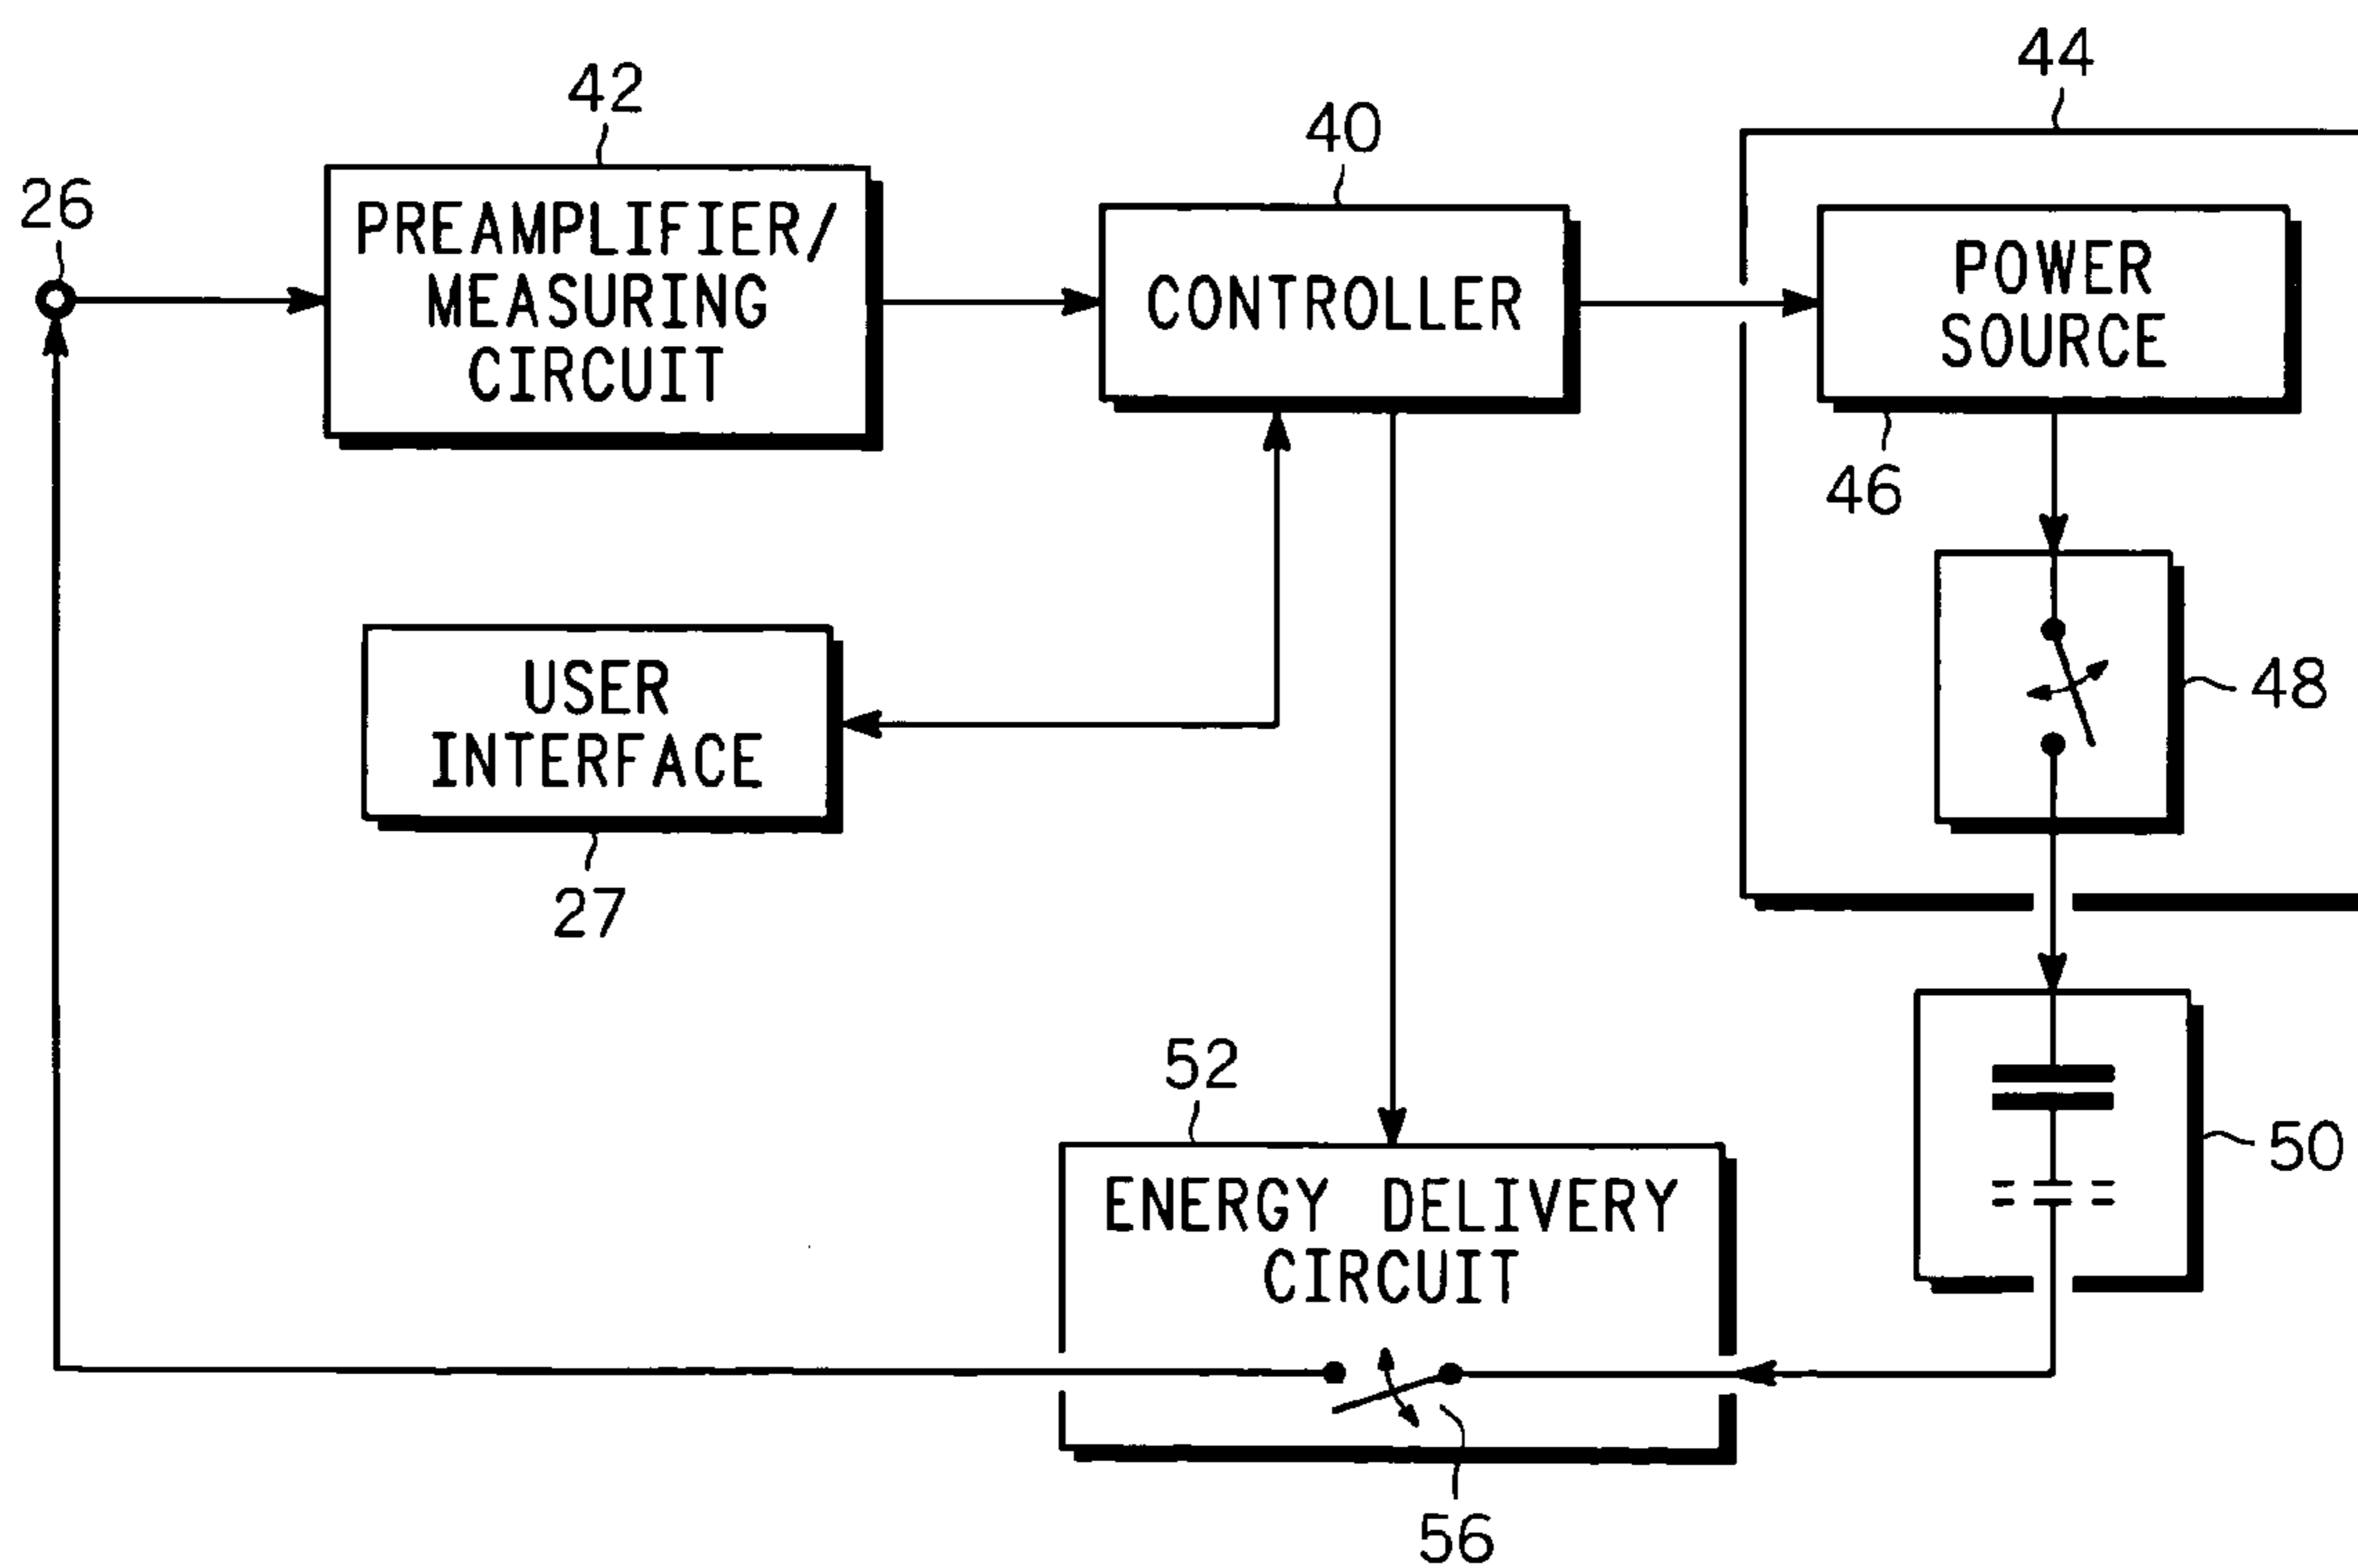 44
42
40
26
PREAMPLIFIER/
MEASURING
CIRCUIT
CONTROLLER
POWER
SOURCE
46
USER
INTERFACE
48
27
52
50
ENERGY DELIVERY
CIRCUIT
56